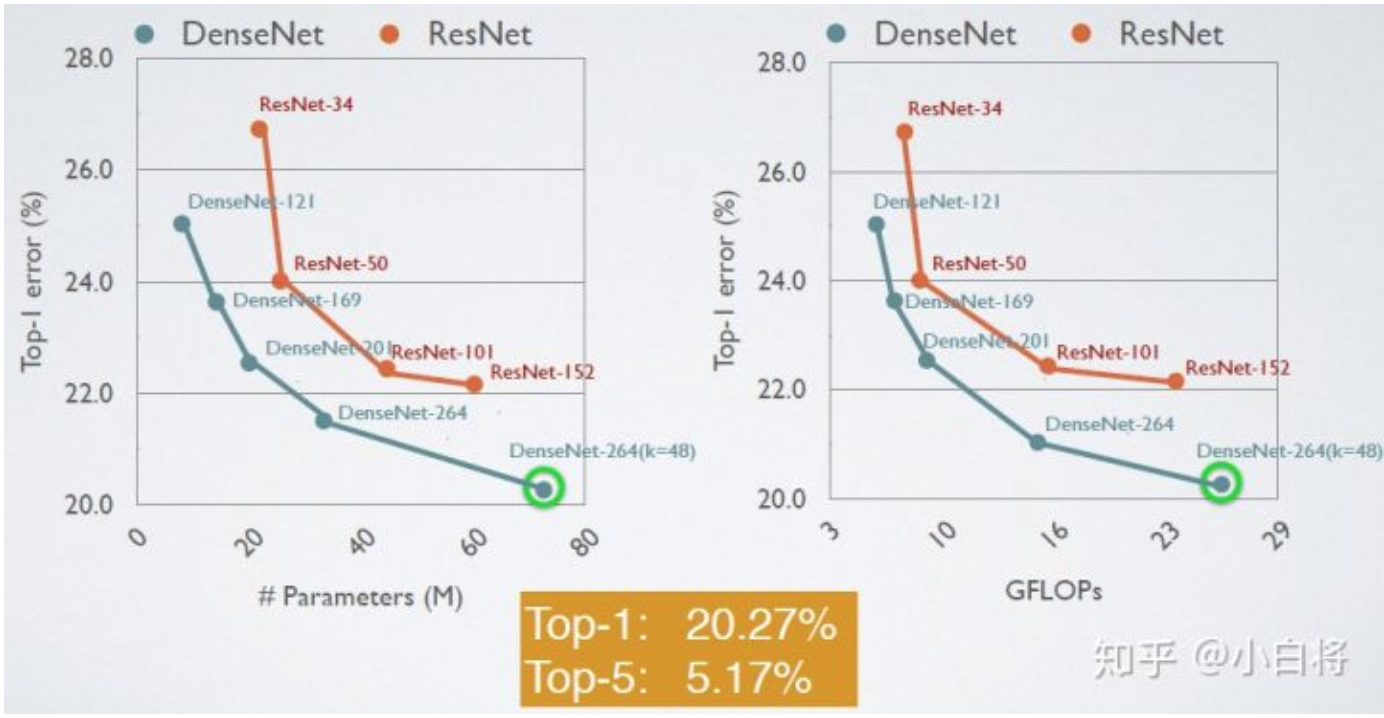 DenseNet ResNet
28.0
26.0
24.0
22.0
20.0
Top-1 error (%)
ResNet-34
DenseNet-121
ResNet-50
DenseNet-169
DenseNet-201
ResNet-101
ResNet-152
DenseNet-264
DenseNet-264(k=48)
0 20 40 60 80
# Parameters (M)
DenseNet ResNet
28.0
26.0
24.0
22.0
20.0
Top-1 error (%)
ResNet-34
DenseNet-121
ResNet-50
DenseNet-169
DenseNet-201
ResNet-101
ResNet-152
DenseNet-264
DenseNet-264(k=48)
3 10 16 23 29
GFLOPs
Top-1: 20.27%
Top-5: 5.17%
知乎 @小白将